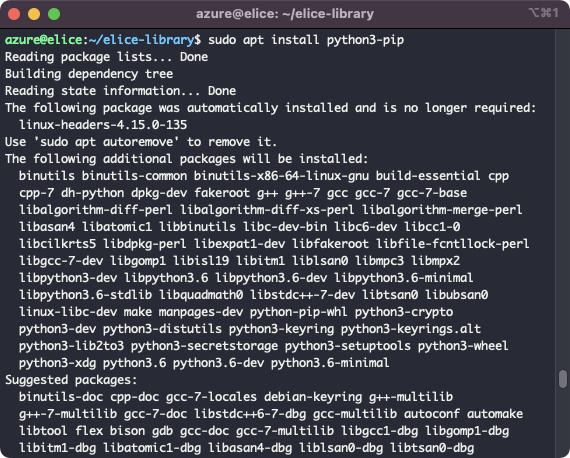 azure@elice: ~/elice-library
⌥⌘1
azure@elice:~/elice-library$ sudo apt install python3-pip
Reading package lists... Done
Building dependency tree
Reading state information... Done
The following package was automatically installed and is no longer required:
linux-headers-4.15.0-135
Use 'sudo apt autoremove' to remove it.
The following additional packages will be installed:
binutils binutils-common binutils-x86-64-linux-gnu build-essential cpp
cpp-7 dh-python dpkg-dev fakeroot g++ g++-7 gcc gcc-7 gcc-7-base
libalgorithm-diff-perl libalgorithm-diff-xs-perl libalgorithm-merge-perl
libasan4 libatomic1 libbinutils libc-dev-bin libc6-dev libcc1-0
libcilkrts5 libdpkg-perl libexpat1-dev libfakeroot libfile-fcntllock-perl
libgcc-7-dev libgomp1 libisl19 libitm1 liblsan0 libmpc3 libmpx2
libpython3-dev libpython3.6 libpython3.6-dev libpython3.6-minimal
libpython3.6-stdlib libquadmath0 libstdc++-7-dev libtsan0 libubsan0
linux-libc-dev make manpages-dev python-pip-whl python3-crypto
python3-dev python3-distutils python3-keyring python3-keyrings.alt
python3-lib2to3 python3-secretstorage python3-setuptools python3-wheel
python3-xdg python3.6 python3.6-dev python3.6-minimal
Suggested packages:
binutils-doc cpp-doc gcc-7-locales debian-keyring g++-multilib
g++-7-multilib gcc-7-doc libstdc++6-7-dbg gcc-multilib autoconf automake
libtool flex bison gdb gcc-doc gcc-7-multilib libgcc1-dbg libgomp1-dbg
libitm1-dbg libatomic1-dbg libasan4-dbg liblsan0-dbg libtsan0-dbg